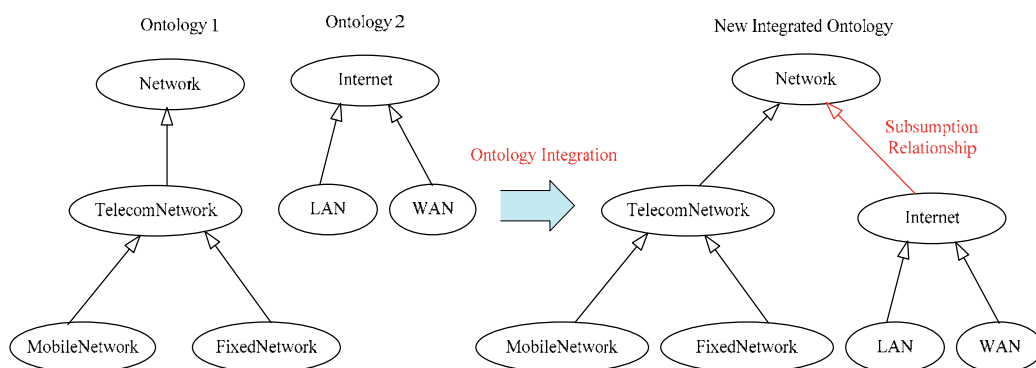 Ontology 1
Ontology 2
New Integrated Ontology
Network
Internet
Network
Subsumption
Relationship
Ontology Integration
TelecomNetwork
LAN
WAN
TelecomNetwork
Internet
MobileNetwork
FixedNetwork
MobileNetwork
FixedNetwork
LAN
WAN